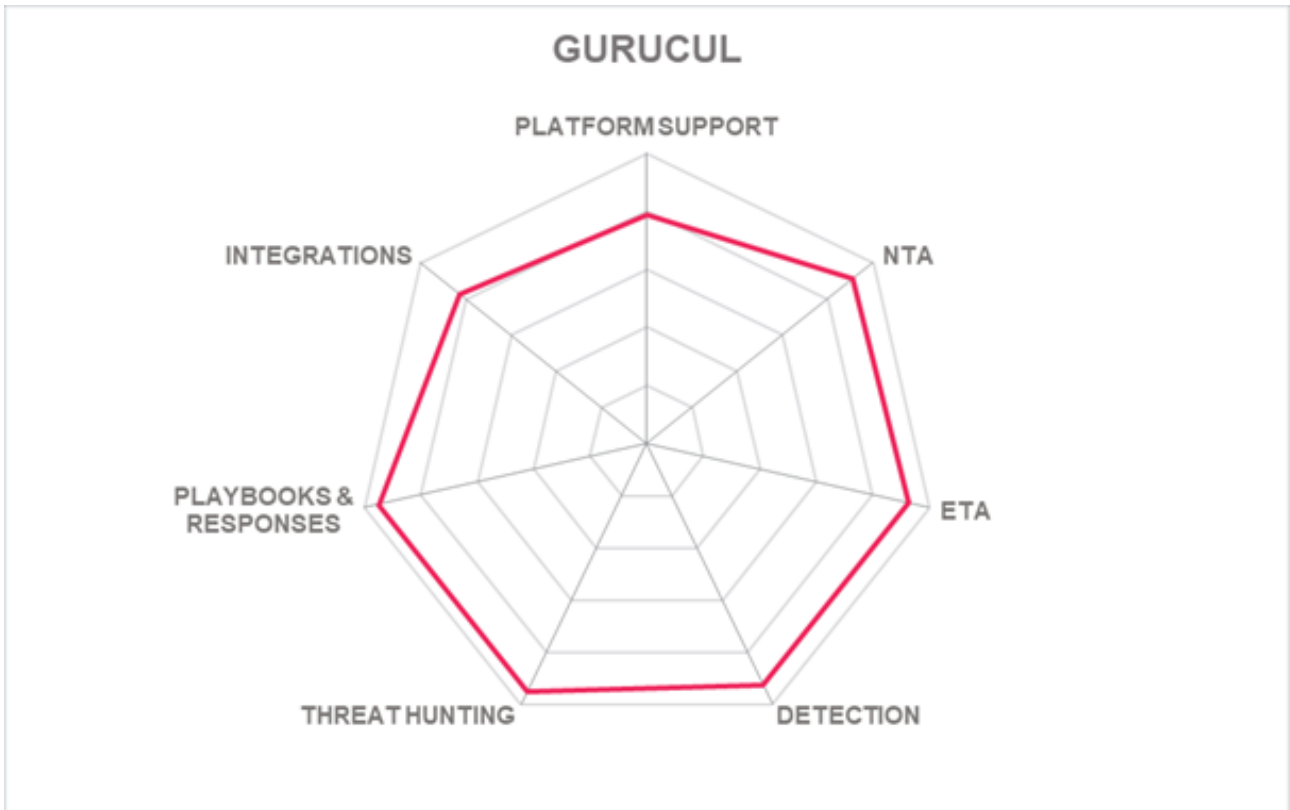 GURUCUL
PLATFORM SUPPORT
INTEGRATIONS
NTA
PLAYBOOKS &
RESPONSES
ETA
THREAT HUNTING
DETECTION